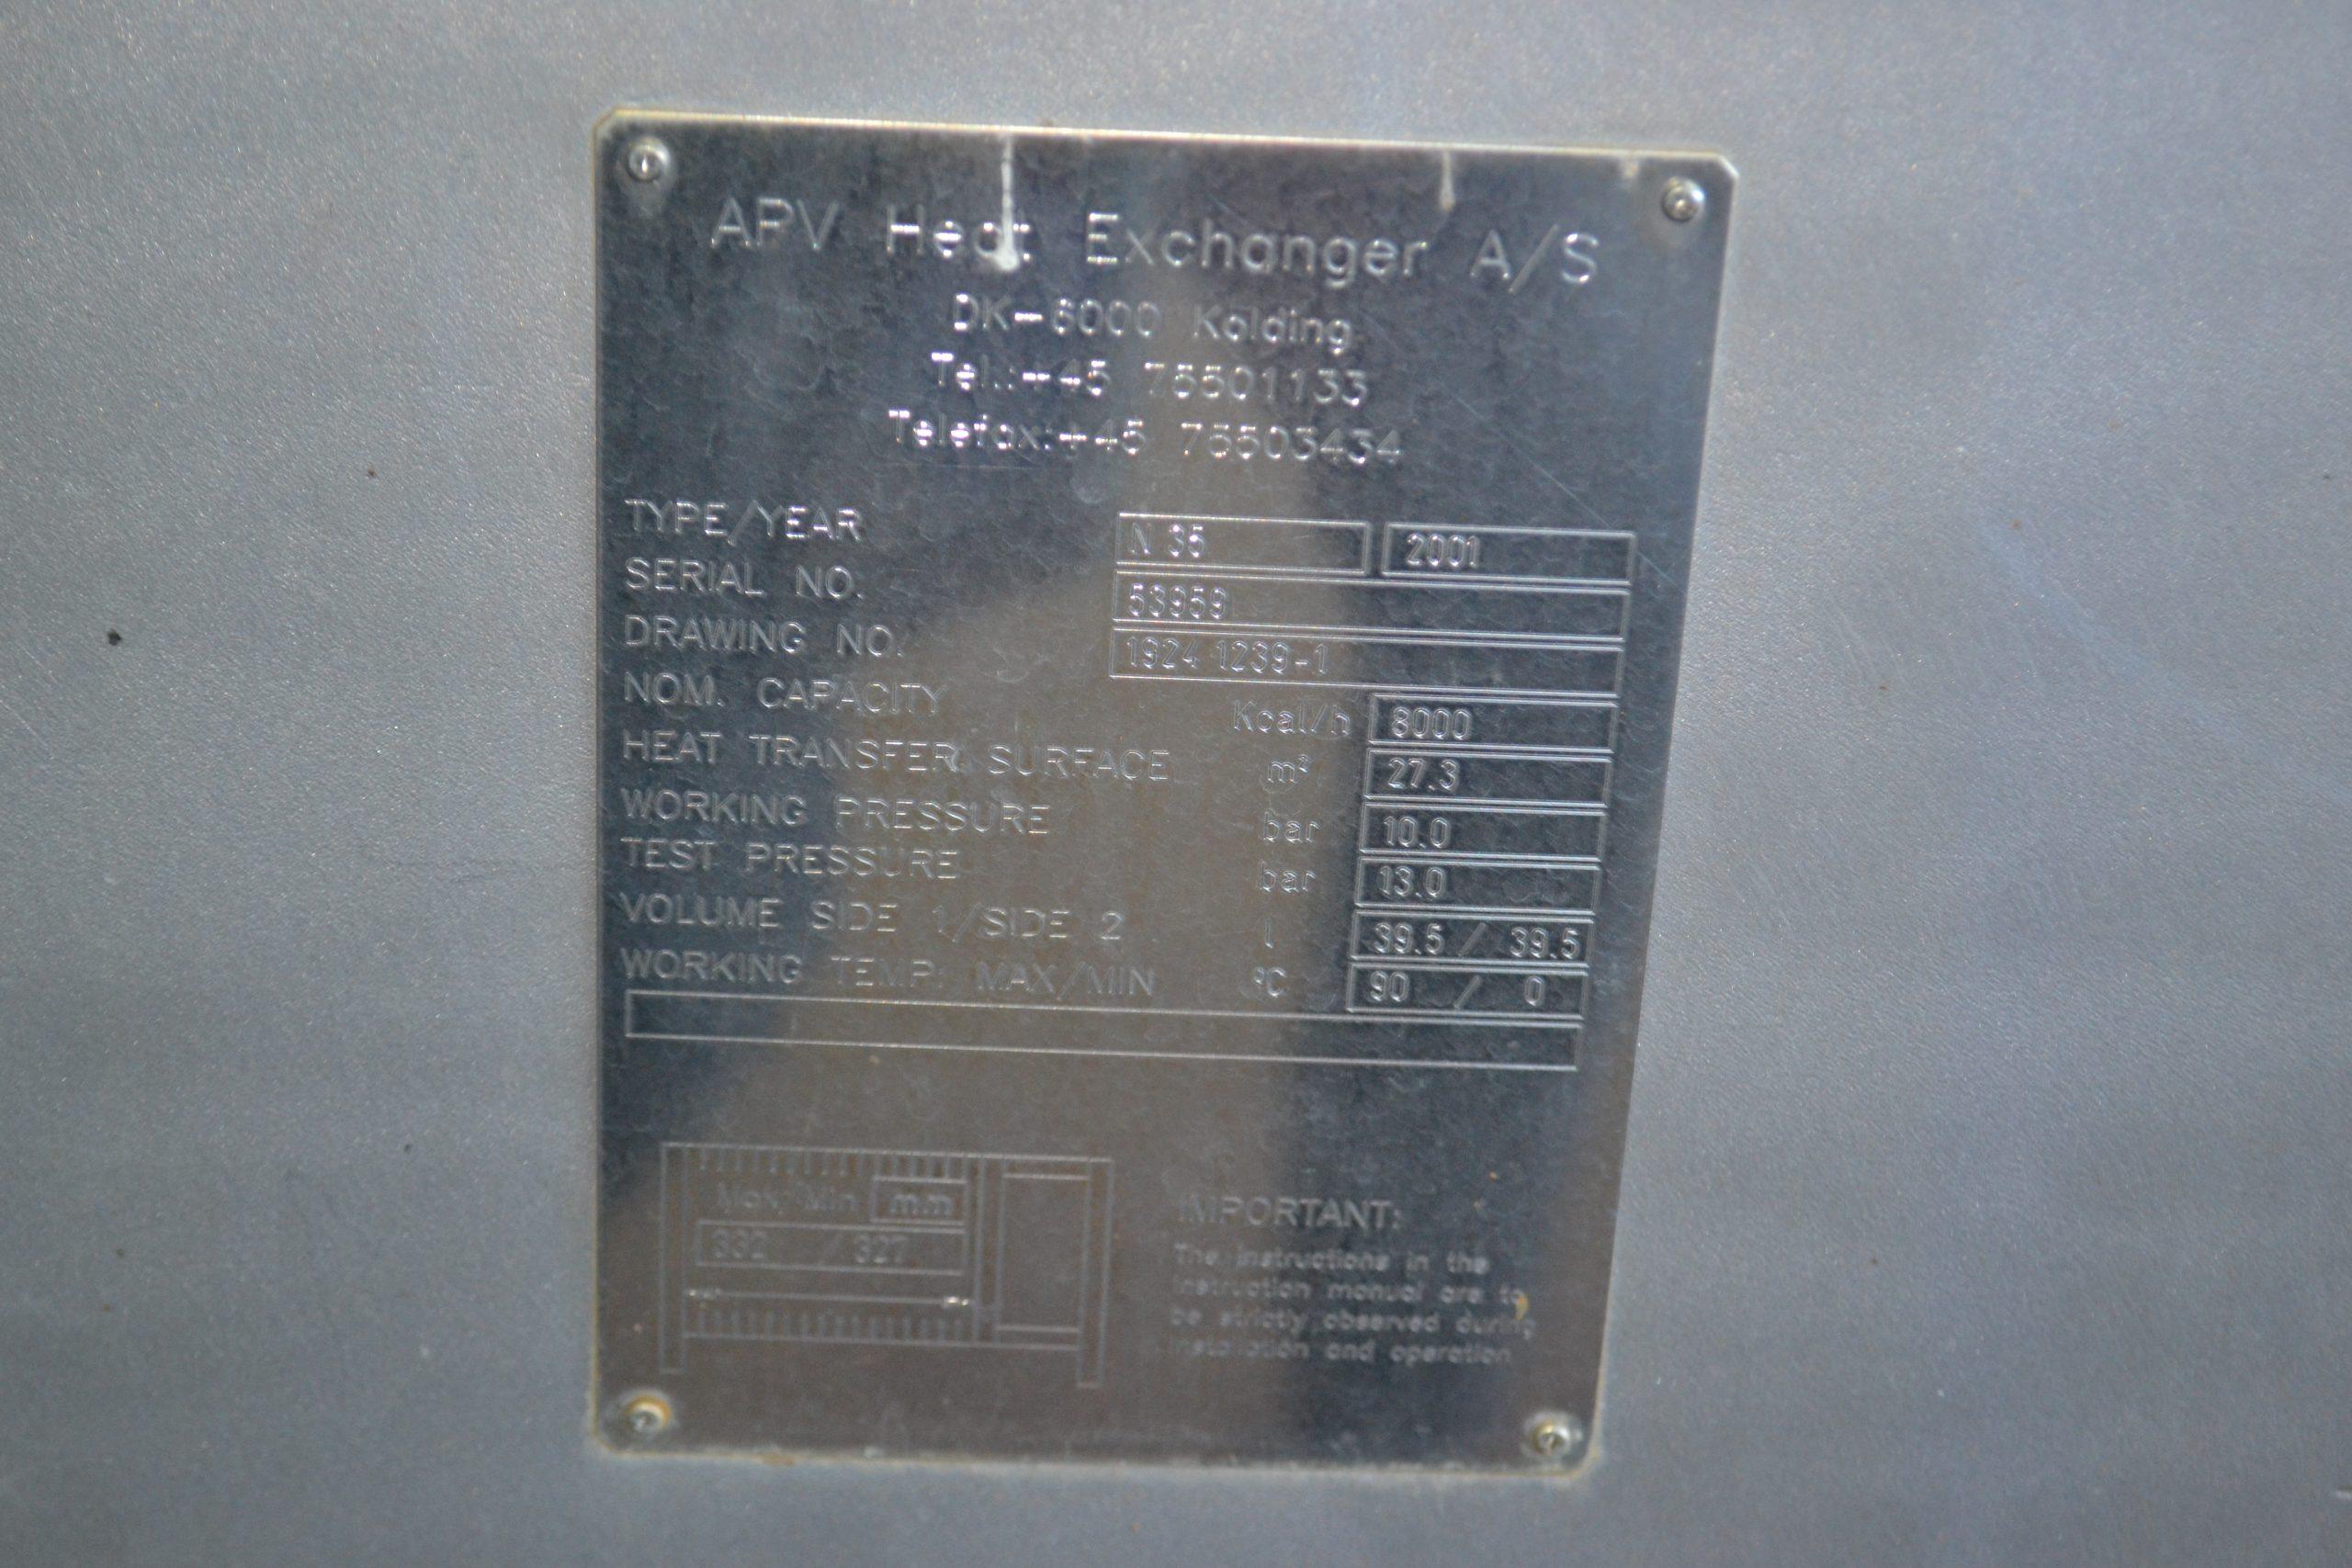 APV Heat Exchanger A/S
DK-6000 Kolding
Tel.:+45 75501133
Telefax:+45 75503434
TYPE/YEAR N 35 2001
SERIAL NO. 53959
DRAWING NO. 1924 1239-1
NOM. CAPACITY Kcal/h 8000
HEAT TRANSFER SURFACE m² 27.3
WORKING PRESSURE bar 10.0
TEST PRESSURE bar 13.0
VOLUME SIDE 1/SIDE 2 l 39.5 / 39.5
WORKING TEMP: MAX/MIN °C 90 / 0
Max/Min mm
332 / 327
IMPORTANT:
The instructions in the
instruction manual are to
be strictly observed during
installation and operation